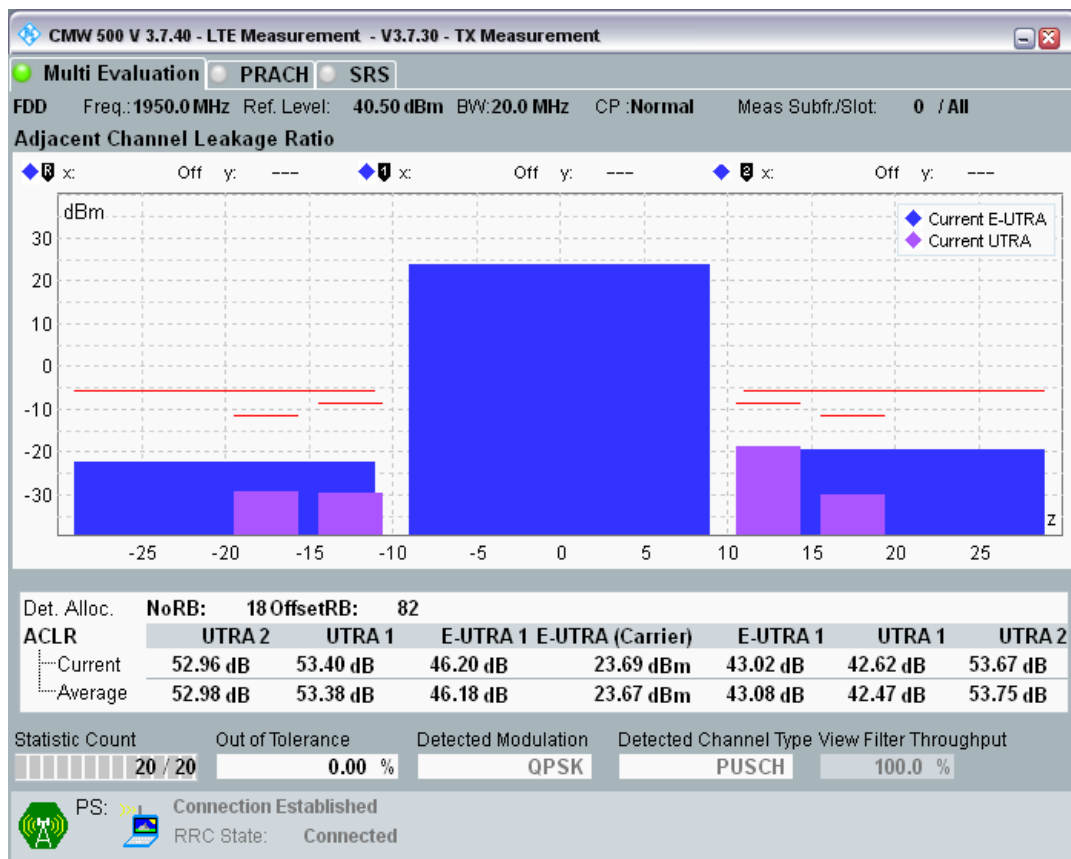 CMW 500 V 3.7.40 - LTE Measurement - V3.7.30 - TX Measurement
Multi Evaluation PRACH SRS
FDD Freq.:1950.0 MHz Ref. Level: 40.50 dBm BW:20.0 MHz CP :Normal Meas Subfr./Slot: 0 / All
Adjacent Channel Leakage Ratio
R x: Off y: --- 1 x: Off y: --- 2 x: Off y: ---
dBm
Current E-UTRA
Current UTRA
30
20
10
0
-10
-20
-30
z
-25 -20 -15 -10 -5 0 5 10 15 20 25
Det. Alloc. NoRB: 18 OffsetRB: 82
ACLR UTRA 2 UTRA 1 E-UTRA 1 E-UTRA (Carrier) E-UTRA 1 UTRA 1 UTRA 2
Current 52.96 dB 53.40 dB 46.20 dB 23.69 dBm 43.02 dB 42.62 dB 53.67 dB
Average 52.98 dB 53.38 dB 46.18 dB 23.67 dBm 43.08 dB 42.47 dB 53.75 dB
Statistic Count Out of Tolerance Detected Modulation Detected Channel Type View Filter Throughput
20 / 20 0.00 % QPSK PUSCH 100.0 %
PS: Connection Established
RRC State: Connected